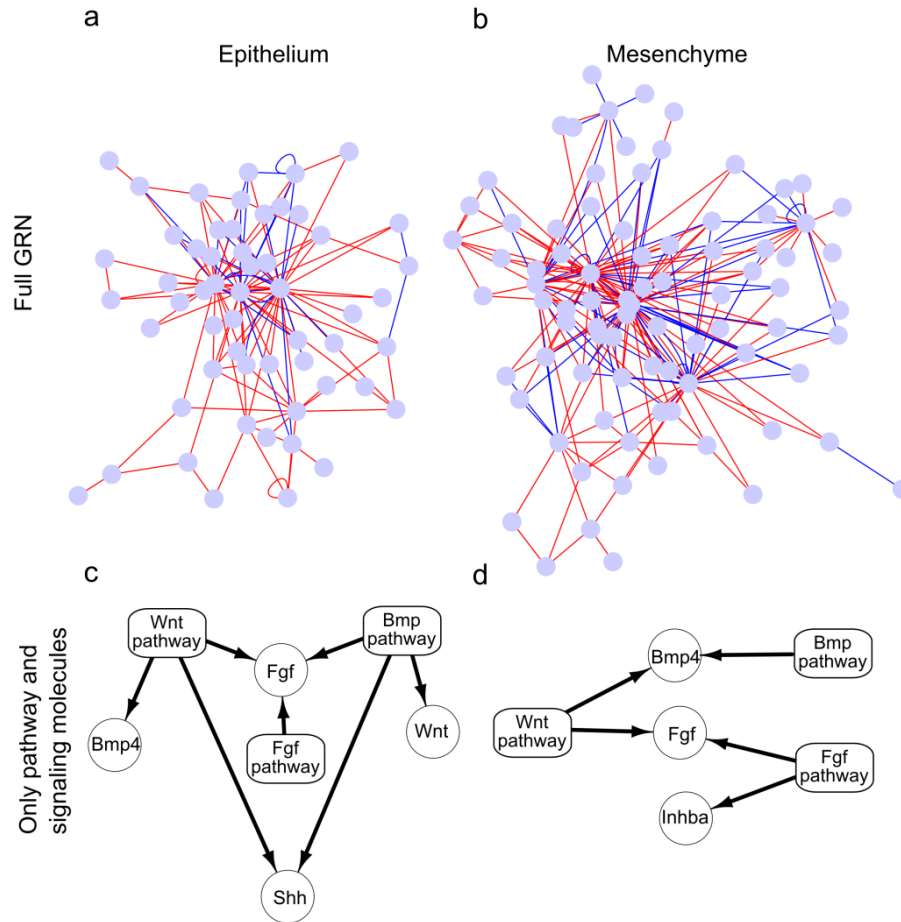 a
b
Epithelium
Mesenchyme
Full GRN
c
d
Wnt
pathway
Bmp
pathway
Fgf
Bmp4
Fgf
pathway
Wnt
Shh
Bmp4
Bmp
pathway
Wnt
pathway
Fgf
Fgf
pathway
Inhba
Only pathway and
signaling molecules